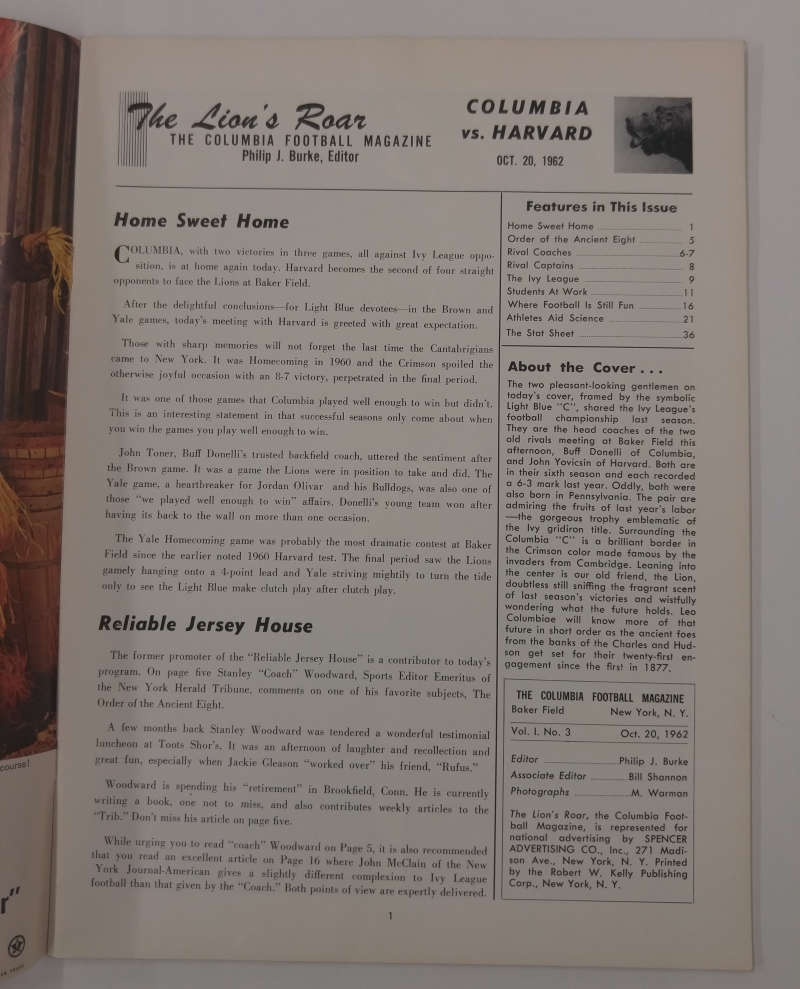 The Lion's Roar
THE COLUMBIA FOOTBALL MAGAZINE
Philip J. Burke, Editor
COLUMBIA
vs. HARVARD
OCT. 20, 1962
Home Sweet Home
COLUMBIA, with two victories in three games, all against Ivy League oppo-
sition, is at home again today. Harvard becomes the second of four straight
opponents to face the Lions at Baker Field.
After the delightful conclusions—for Light Blue devotees—in the Brown and
Yale games, today's meeting with Harvard is greeted with great expectation.
Those with sharp memories will not forget the last time the Cantabrigians
came to New York. It was Homecoming in 1960 and the Crimson spoiled the
otherwise joyful occasion with an 8-7 victory, perpetrated in the final period.
It was one of those games that Columbia played well enough to win but didn't.
This is an interesting statement in that successful seasons only come about when
you win the games you play well enough to win.
John Toner, Buff Donelli's trusted backfield coach, uttered the sentiment after
the Brown game. It was a game the Lions were in position to take and did. The
Yale game, a heartbreaker for Jordan Olivar and his Bulldogs, was also one of
those "we played well enough to win" affairs. Donelli's young team won after
having its back to the wall on more than one occasion.
The Yale Homecoming game was probably the most dramatic contest at Baker
Field since the earlier noted 1960 Harvard test. The final period saw the Lions
gamely hanging onto a 4-point lead and Yale striving mightily to turn the tide
only to see the Light Blue make clutch play after clutch play.
Reliable Jersey House
The former promoter of the "Reliable Jersey House" is a contributor to today's
program. On page five Stanley "Coach" Woodward, Sports Editor Emeritus of
the New York Herald Tribune, comments on one of his favorite subjects, The
Order of the Ancient Eight.
A few months back Stanley Woodward was tendered a wonderful testimonial
luncheon at Toots Shor's. It was an afternoon of laughter and recollection and
great fun, especially when Jackie Gleason "worked over" his friend, "Rufus."
Woodward is spending his "retirement" in Brookfield, Conn. He is currently
writing a book, one not to miss, and also contributes weekly articles to the
"Trib." Don't miss his article on page five.
While urging you to read "coach" Woodward on Page 5, it is also recommended
that you read an excellent article on Page 16 where John McClain of the New
York Journal-American gives a slightly different complexion to Ivy League
football than that given by the "Coach." Both points of view are expertly delivered.
Features in This Issue
Home Sweet Home 1
Order of the Ancient Eight 5
Rival Coaches 6-7
Rival Captains 8
The Ivy League 9
Students At Work 11
Where Football Is Still Fun 16
Athletes Aid Science 21
The Stat Sheet 36
About the Cover . . .
The two pleasant-looking gentlemen on
today's cover, framed by the symbolic
Light Blue "C", shared the Ivy League's
football championship last season.
They are the head coaches of the two
old rivals meeting at Baker Field this
afternoon, Buff Donelli of Columbia,
and John Yovicsin of Harvard. Both are
in their sixth season and each recorded
a 6-3 mark last year. Oddly, both were
also born in Pennsylvania. The pair are
admiring the fruits of last year's labor
—the gorgeous trophy emblematic of
the Ivy gridiron title. Surrounding the
Columbia "C" is a brilliant border in
the Crimson color made famous by the
invaders from Cambridge. Leaning into
the center is our old friend, the Lion,
doubtless still sniffing the fragrant scent
of last season's victories and wistfully
wondering what the future holds. Leo
Columbiae will know more of that
future in short order as the ancient foes
from the banks of the Charles and Hud-
son get set for their twenty-first en-
gagement since the first in 1877.
THE COLUMBIA FOOTBALL MAGAZINE
Baker Field New York, N. Y.
Vol. I. No. 3 Oct. 20, 1962
Editor Philip J. Burke
Associate Editor Bill Shannon
Photographs M. Warman
The Lion's Roar, the Columbia Foot-
ball Magazine, is represented for
national advertising by SPENCER
ADVERTISING CO., Inc., 271 Madi-
son Ave., New York, N. Y. Printed
by the Robert W. Kelly Publishing
Corp., New York, N. Y.
1
course!
r"